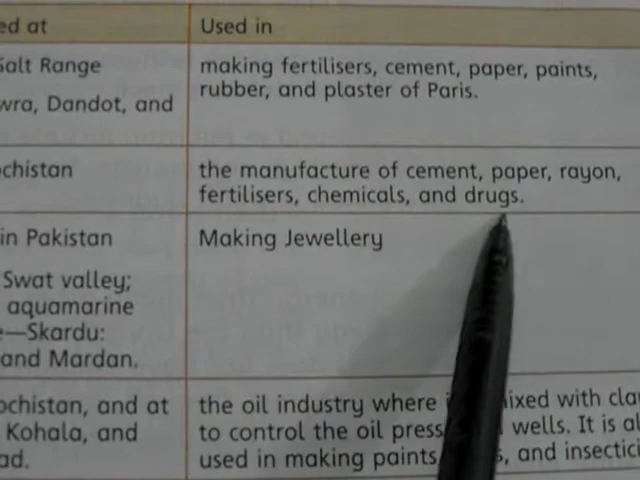 ed at Used in
Salt Range making fertilisers, cement, paper, paints,
wra, Dandot, and rubber, and plaster of Paris.
ochistan the manufacture of cement, paper, rayon,
fertilisers, chemicals, and drugs.
in Pakistan Making Jewellery
Swat valley;
aquamarine
e—Skardu:
and Mardan.
ochistan, and at the oil industry where mixed with cla
Kohala, and to control the oil press wells. It is al
ad. used in making paints, and insectici